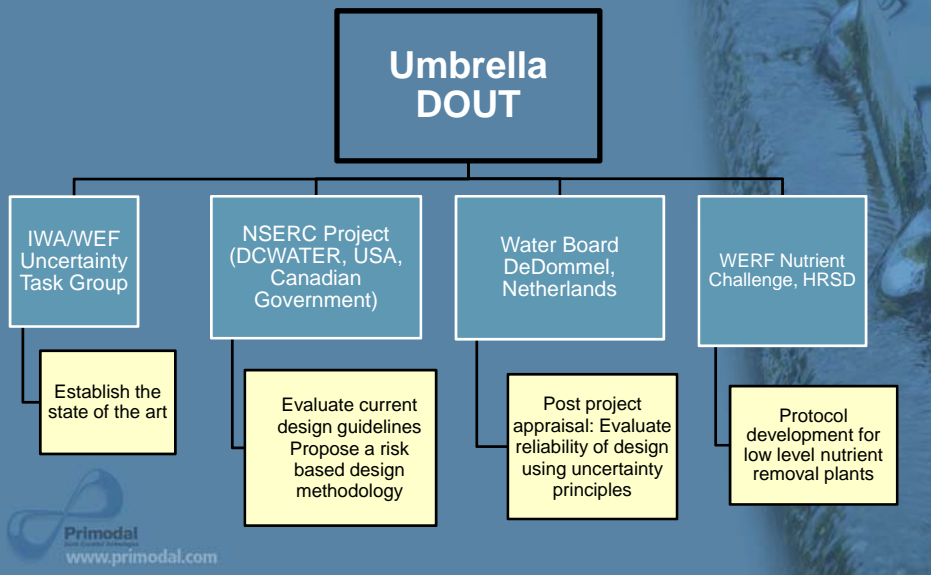 Umbrella
DOUT
IWA/WEF
Uncertainty
Task Group
NSERC Project
(DCWATER, USA,
Canadian
Government)
Water Board
DeDommel,
Netherlands
WERF Nutrient
Challenge, HRSD
Establish the
state of the art
Evaluate current
design guidelines
Propose a risk
based design
methodology
Post project
appraisal: Evaluate
reliability of design
using uncertainty
principles
Protocol
development for
low level nutrient
removal plants
Primodal
www.primodal.com